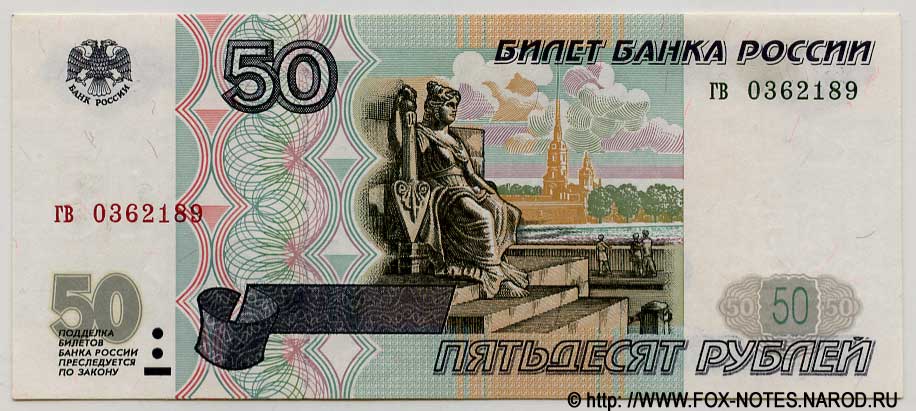 БАНК РОССИИ
50
БИЛЕТ БАНКА РОССИИ
ГВ 0362189
ГВ 0362189
50
ПОДДЕЛКА
БИЛЕТОВ
БАНКА РОССИИ
ПРЕСЛЕДУЕТСЯ
ПО ЗАКОНУ
50 50 50
ПЯТЬДЕСЯТ РУБЛЕЙ
© http://WWW.FOX-NOTES.NAROD.RU